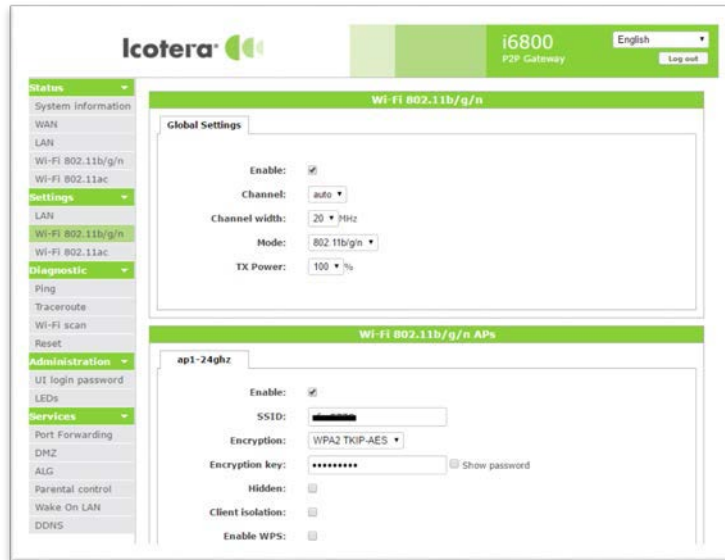 Icotera
i6800
P2P Gateway
English
Log out
Status
System information
WAN
LAN
Wi-Fi 802.11b/g/n
Wi-Fi 802.11ac
Settings
LAN
Wi-Fi 802.11b/g/n
Wi-Fi 802.11ac
Diagnostic
Ping
Traceroute
Wi-Fi scan
Reset
Administration
UI login password
LEDs
Services
Port Forwarding
DMZ
ALG
Parental control
Wake On LAN
DDNS
Wi-Fi 802.11b/g/n
Global Settings
Enable:
Channel: auto
Channel width: 20 MHz
Mode: 802.11b/g/n
TX Power: 100 %
Wi-Fi 802.11b/g/n APs
ap1-24ghz
Enable:
SSID:
Encryption: WPA2 TKIP-AES
Encryption key: ••••••••• Show password
Hidden:
Client isolation:
Enable WPS: